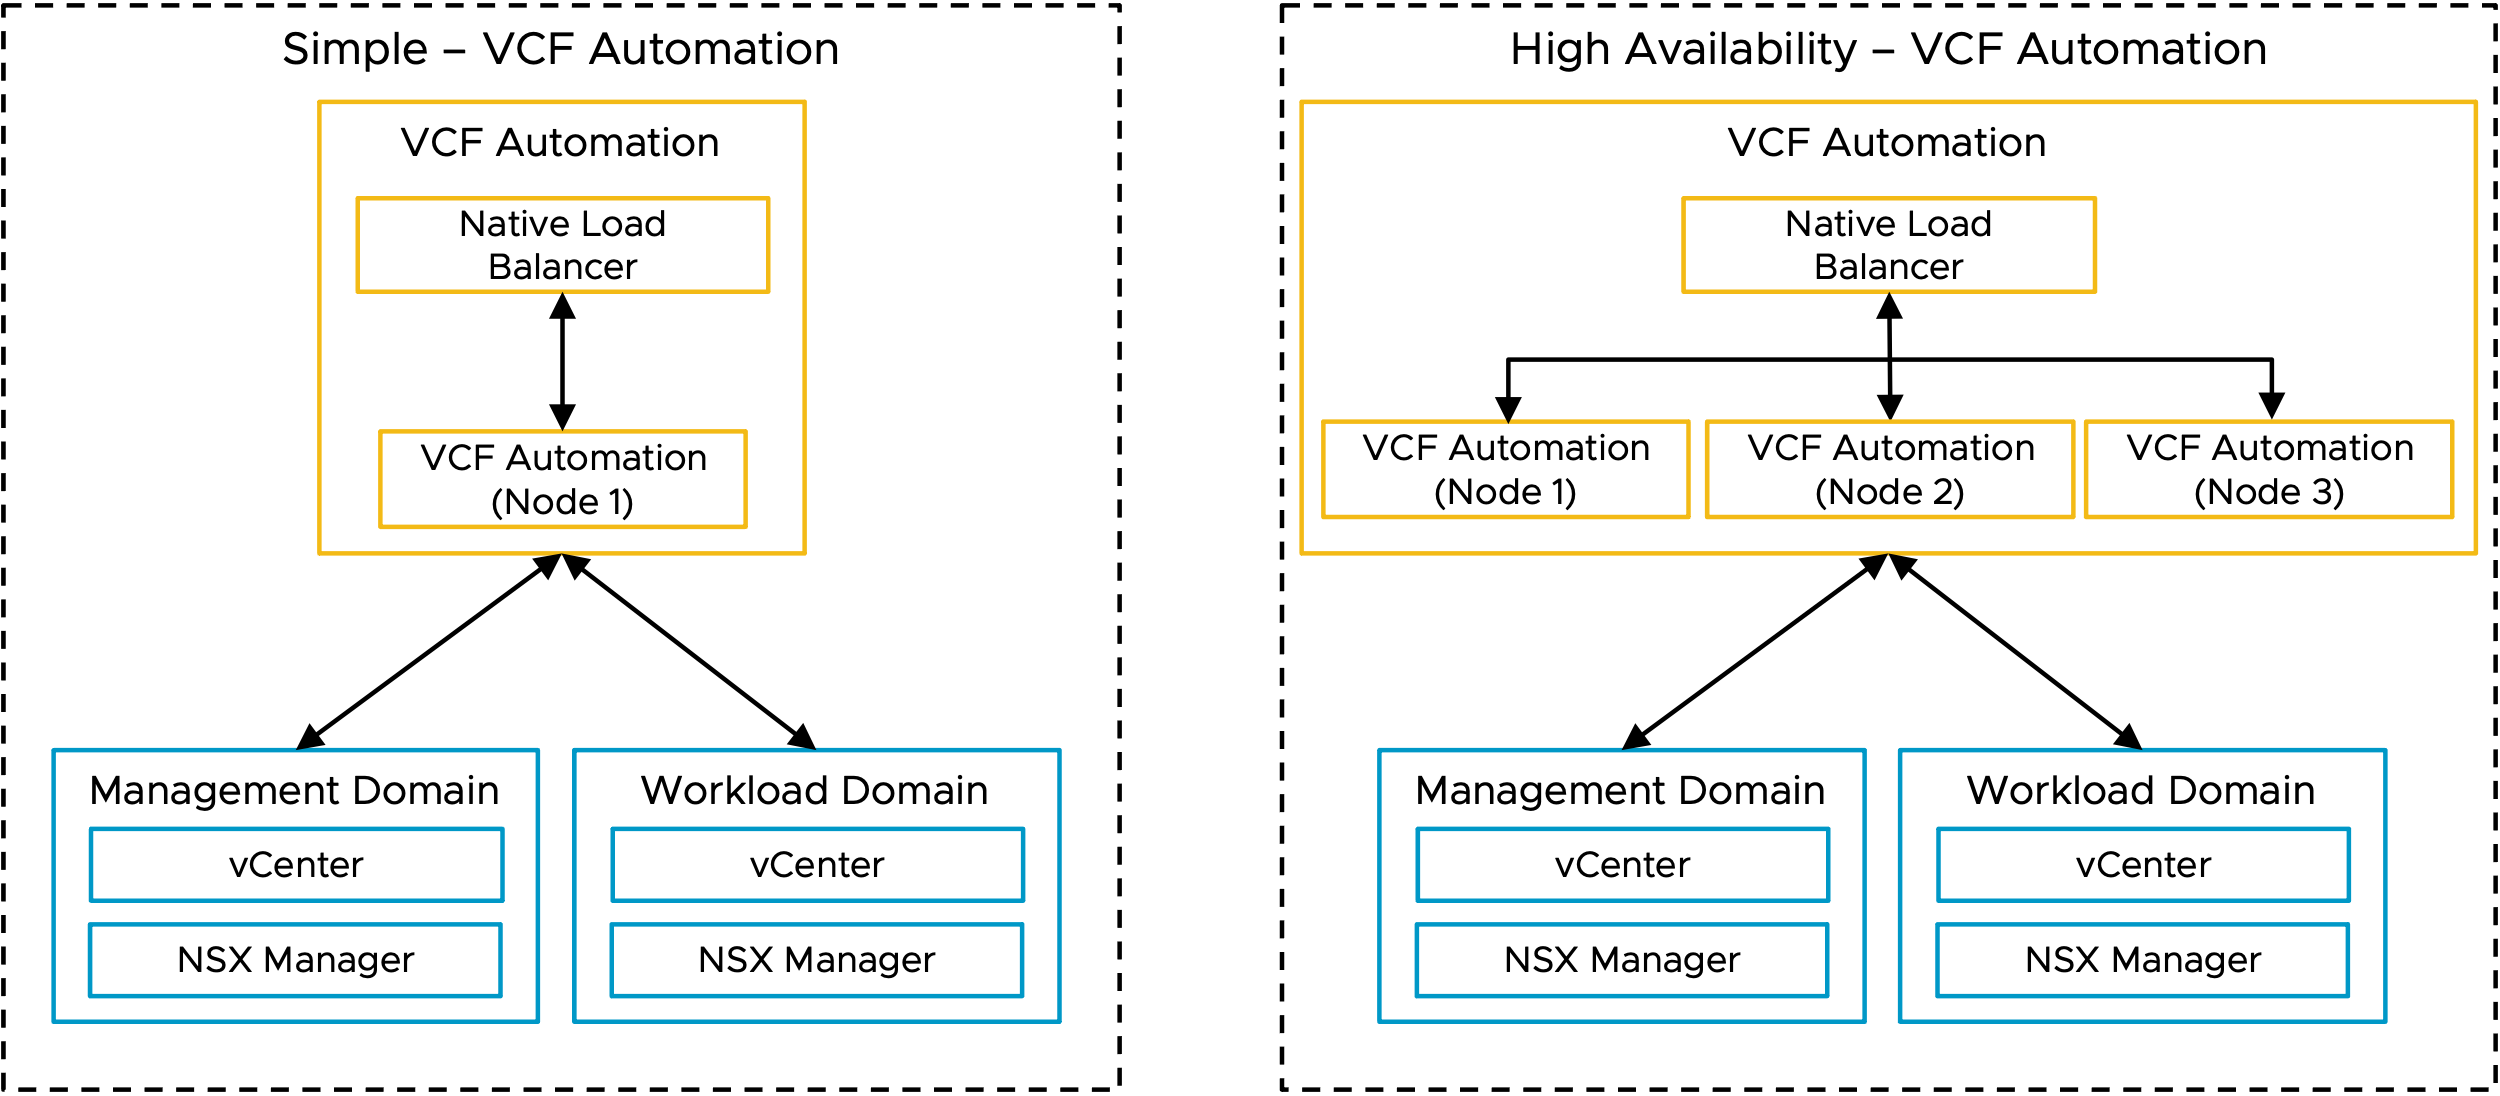 Simple – VCF Automation
VCF Automation
Native Load
Balancer
VCF Automation
(Node 1)
Management Domain
vCenter
NSX Manager
Workload Domain
vCenter
NSX Manager
High Availability – VCF Automation
VCF Automation
Native Load
Balancer
VCF Automation
(Node 1)
VCF Automation
(Node 2)
VCF Automation
(Node 3)
Management Domain
vCenter
NSX Manager
Workload Domain
vCenter
NSX Manager